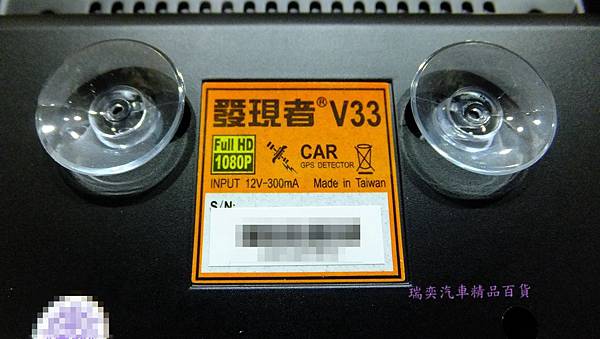 發現者® V33
Full HD
1080P
CAR
GPS DETECTOR
INPUT 12V-300mA Made in Taiwan
S/N:
瑞奕汽車精品百貨